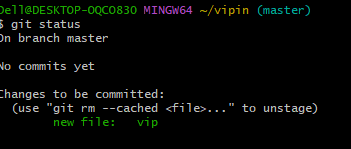 Dell@DESKTOP-OQCO830 MINGW64 ~/vipin (master)
$ git status
On branch master
No commits yet
Changes to be committed:
(use "git rm --cached <file>..." to unstage)
new file: vip